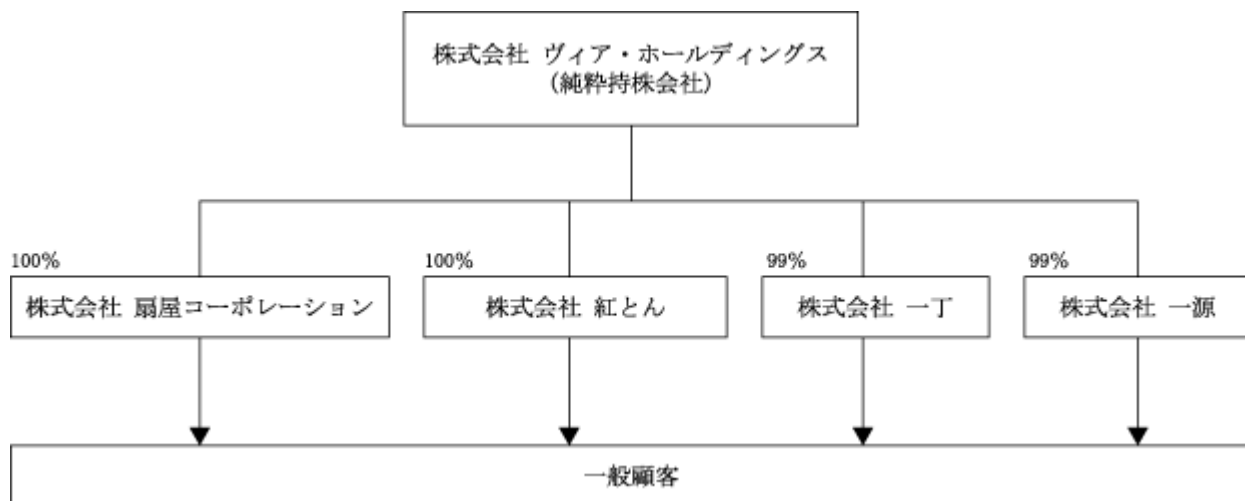 株式会社 ヴィア・ホールディングス
(純粋持株会社)
100%
100%
99%
99%
株式会社 扇屋コーポレーション
株式会社 紅とん
株式会社 一丁
株式会社 一源
一般顧客